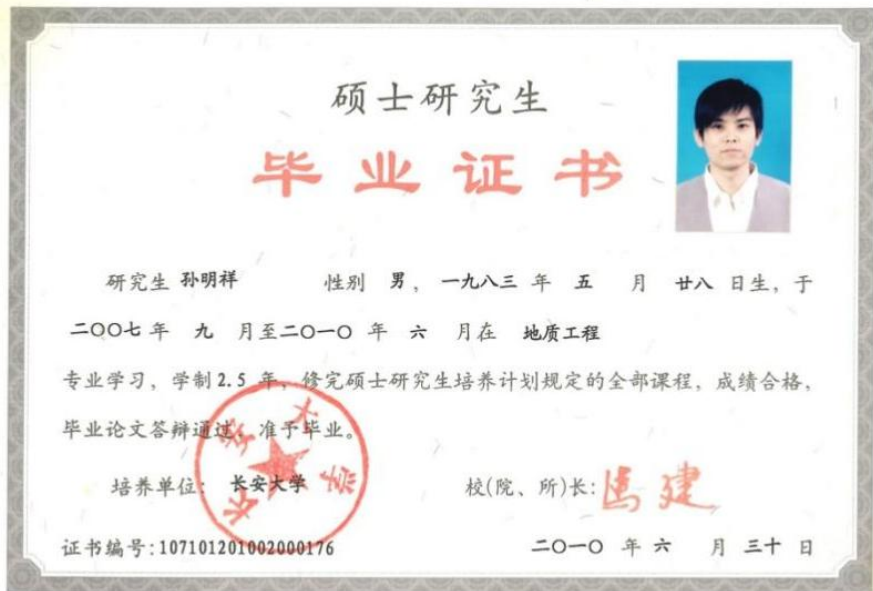 硕士研究生
毕业证书
研究生 孙明祥 性别 男，一九八三 年 五 月 廿八 日生，于
二〇〇七 年 九 月至二〇一〇 年 六 月在 地质工程
专业学习，学制2.5 年，修完硕士研究生培养计划规定的全部课程，成绩合格，
毕业论文答辩通过，准予毕业。
培养单位：长安大学 校(院、所)长：马建
长安大学
证书编号：107101201002000176 二〇一〇 年 六 月 三十 日